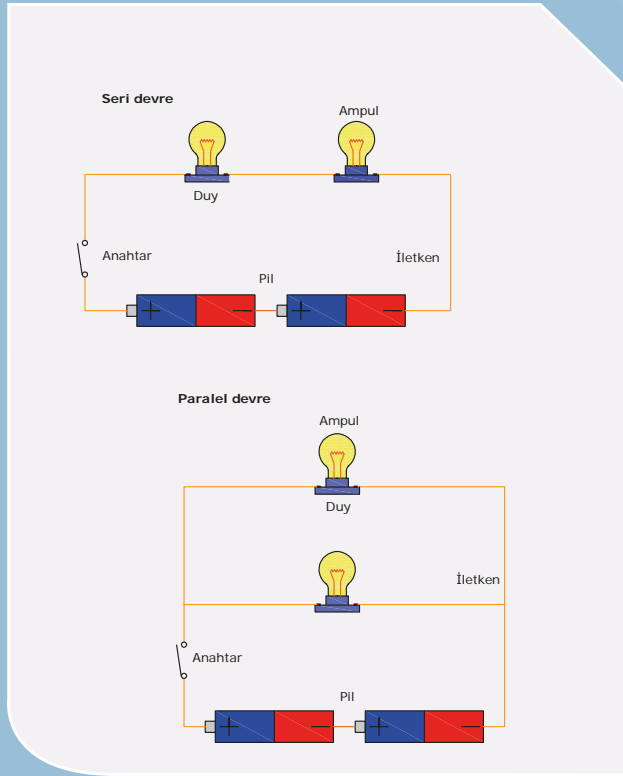 Seri devre
Ampul
Duy
Anahtar
İletken
Pil
+ − + −
Paralel devre
Ampul
Duy
İletken
Anahtar
Pil
+ − + −